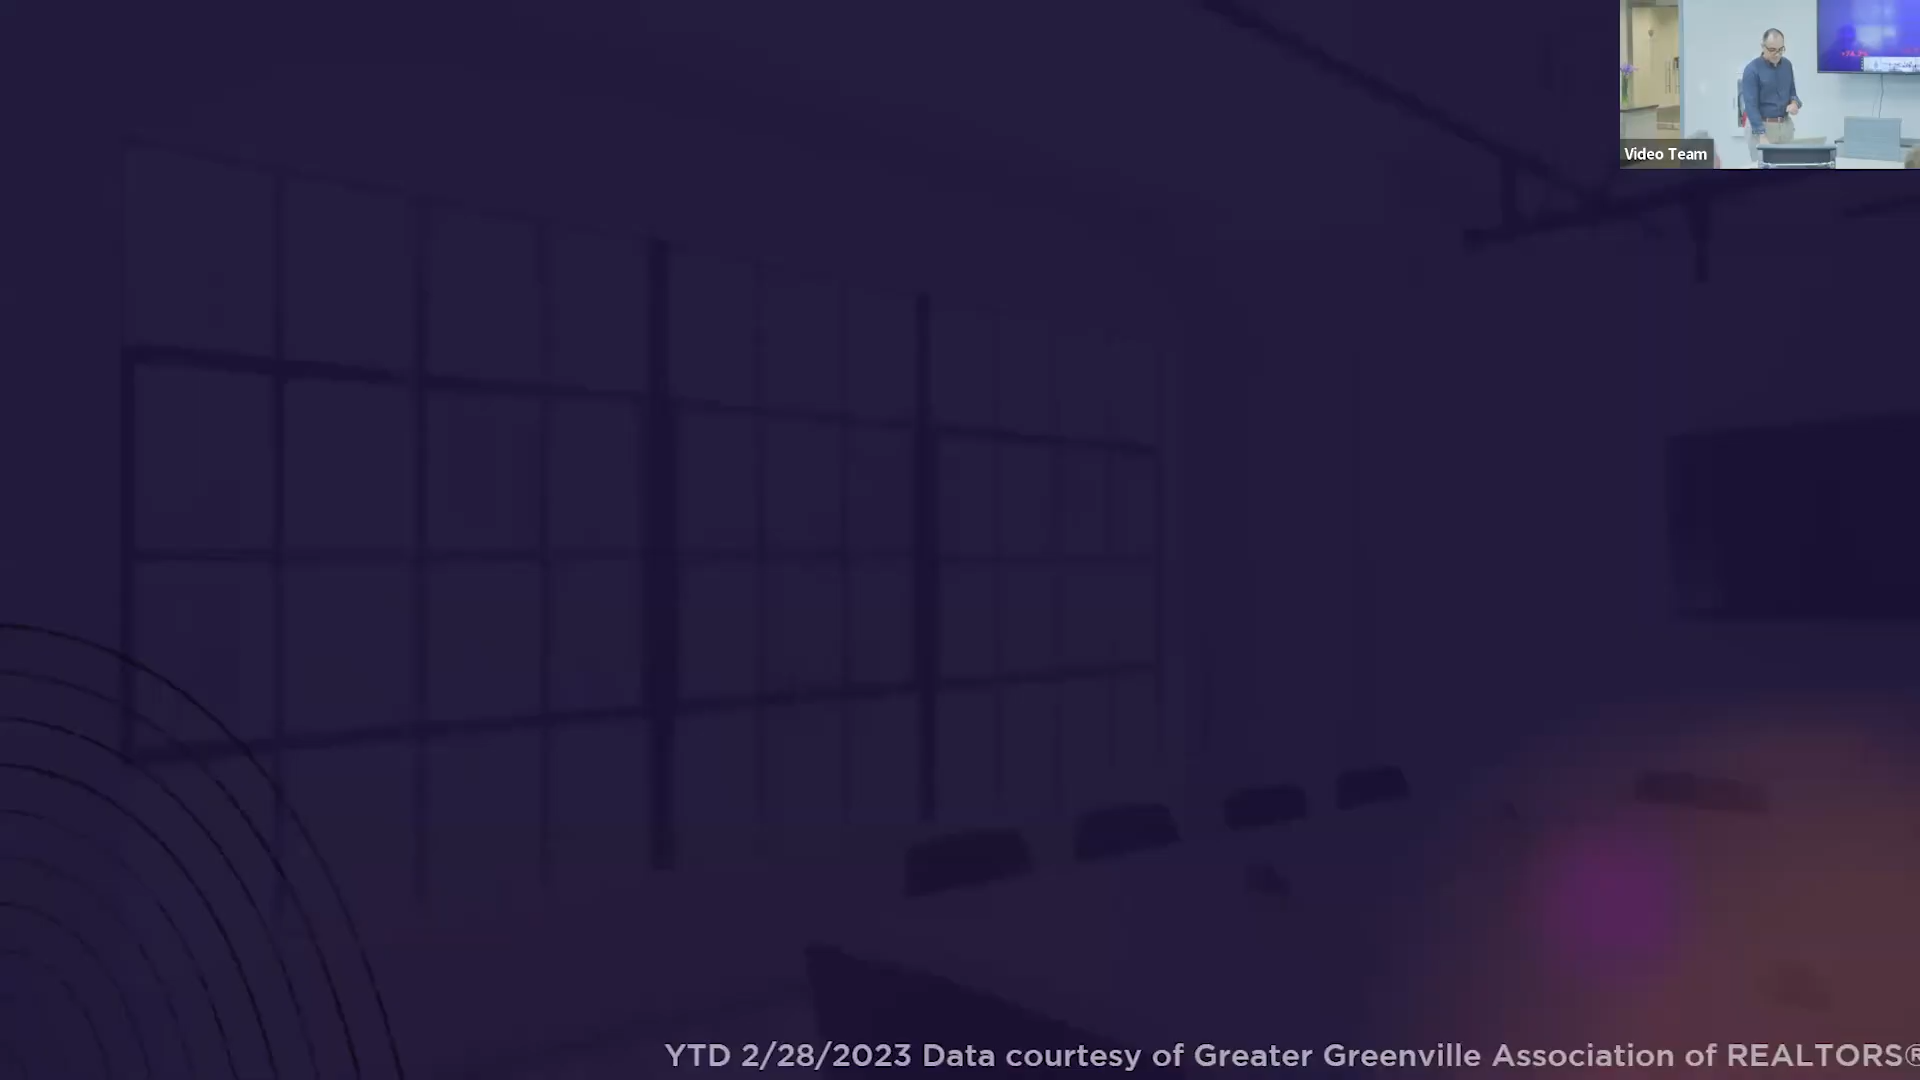 Video Team
YTD 2/28/2023 Data courtesy of Greater Greenville Association of REALTORS®